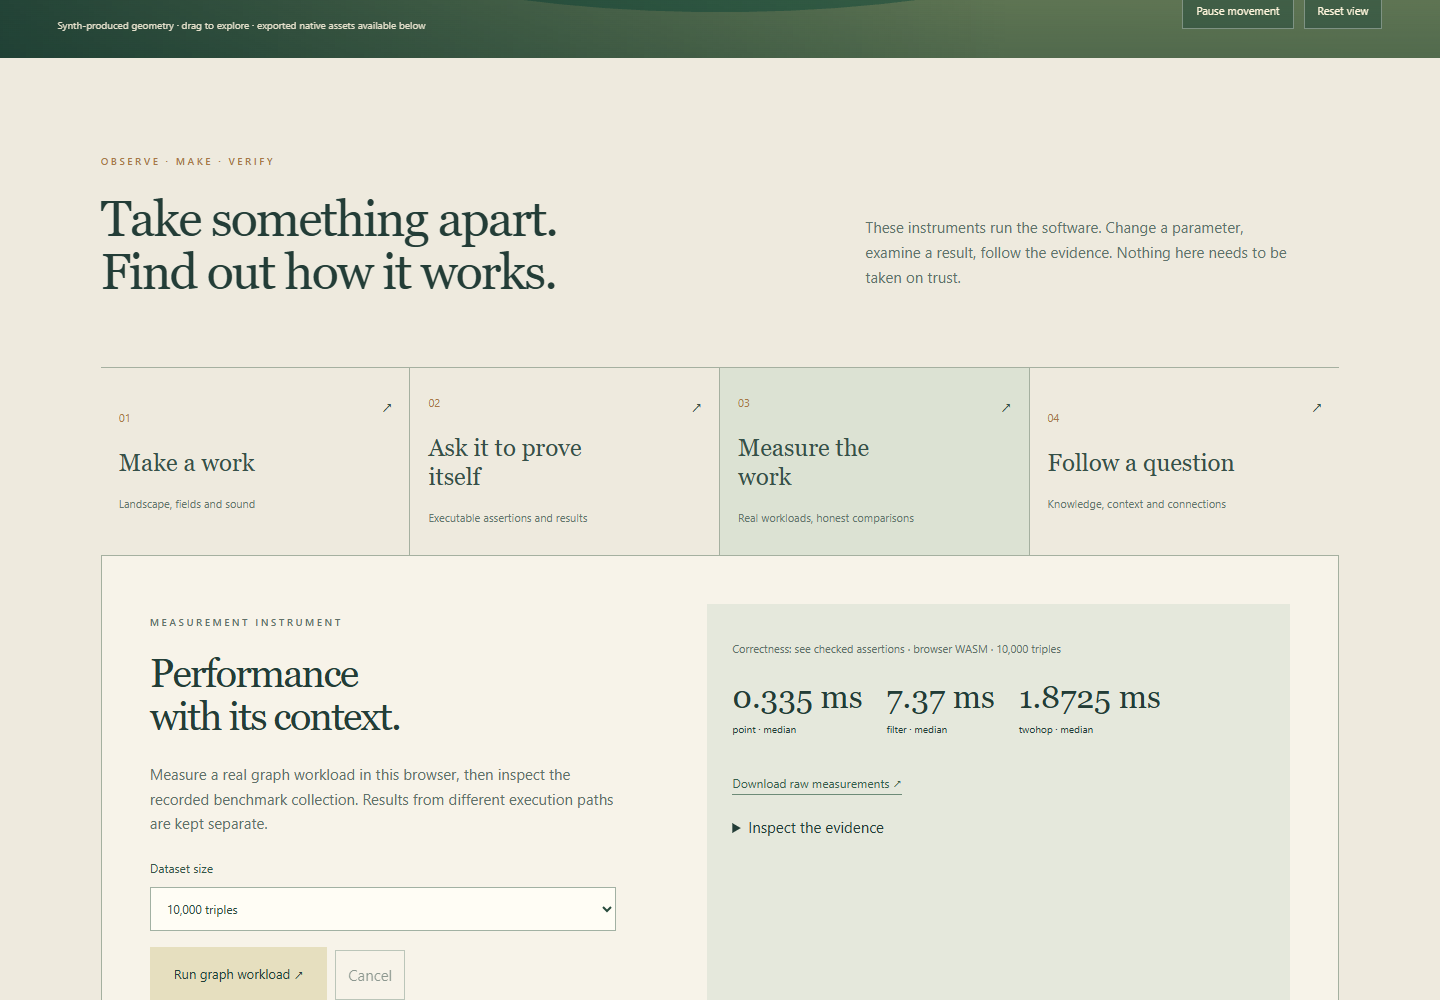 Synth-produced geometry · drag to explore · exported native assets available below
Pause movement
Reset view
OBSERVE · MAKE · VERIFY
Take something apart.
Find out how it works.
These instruments run the software. Change a parameter,
examine a result, follow the evidence. Nothing here needs to be
taken on trust.
01 ↗
Make a work
Landscape, fields and sound
02 ↗
Ask it to prove
itself
Executable assertions and results
03 ↗
Measure the
work
Real workloads, honest comparisons
04 ↗
Follow a question
Knowledge, context and connections
MEASUREMENT INSTRUMENT
Performance
with its context.
Measure a real graph workload in this browser, then inspect the
recorded benchmark collection. Results from different execution paths
are kept separate.
Dataset size
10,000 triples
Run graph workload ↗
Cancel
Correctness: see checked assertions · browser WASM · 10,000 triples
0.335 ms
point · median
7.37 ms
filter · median
1.8725 ms
twohop · median
Download raw measurements ↗
▶ Inspect the evidence